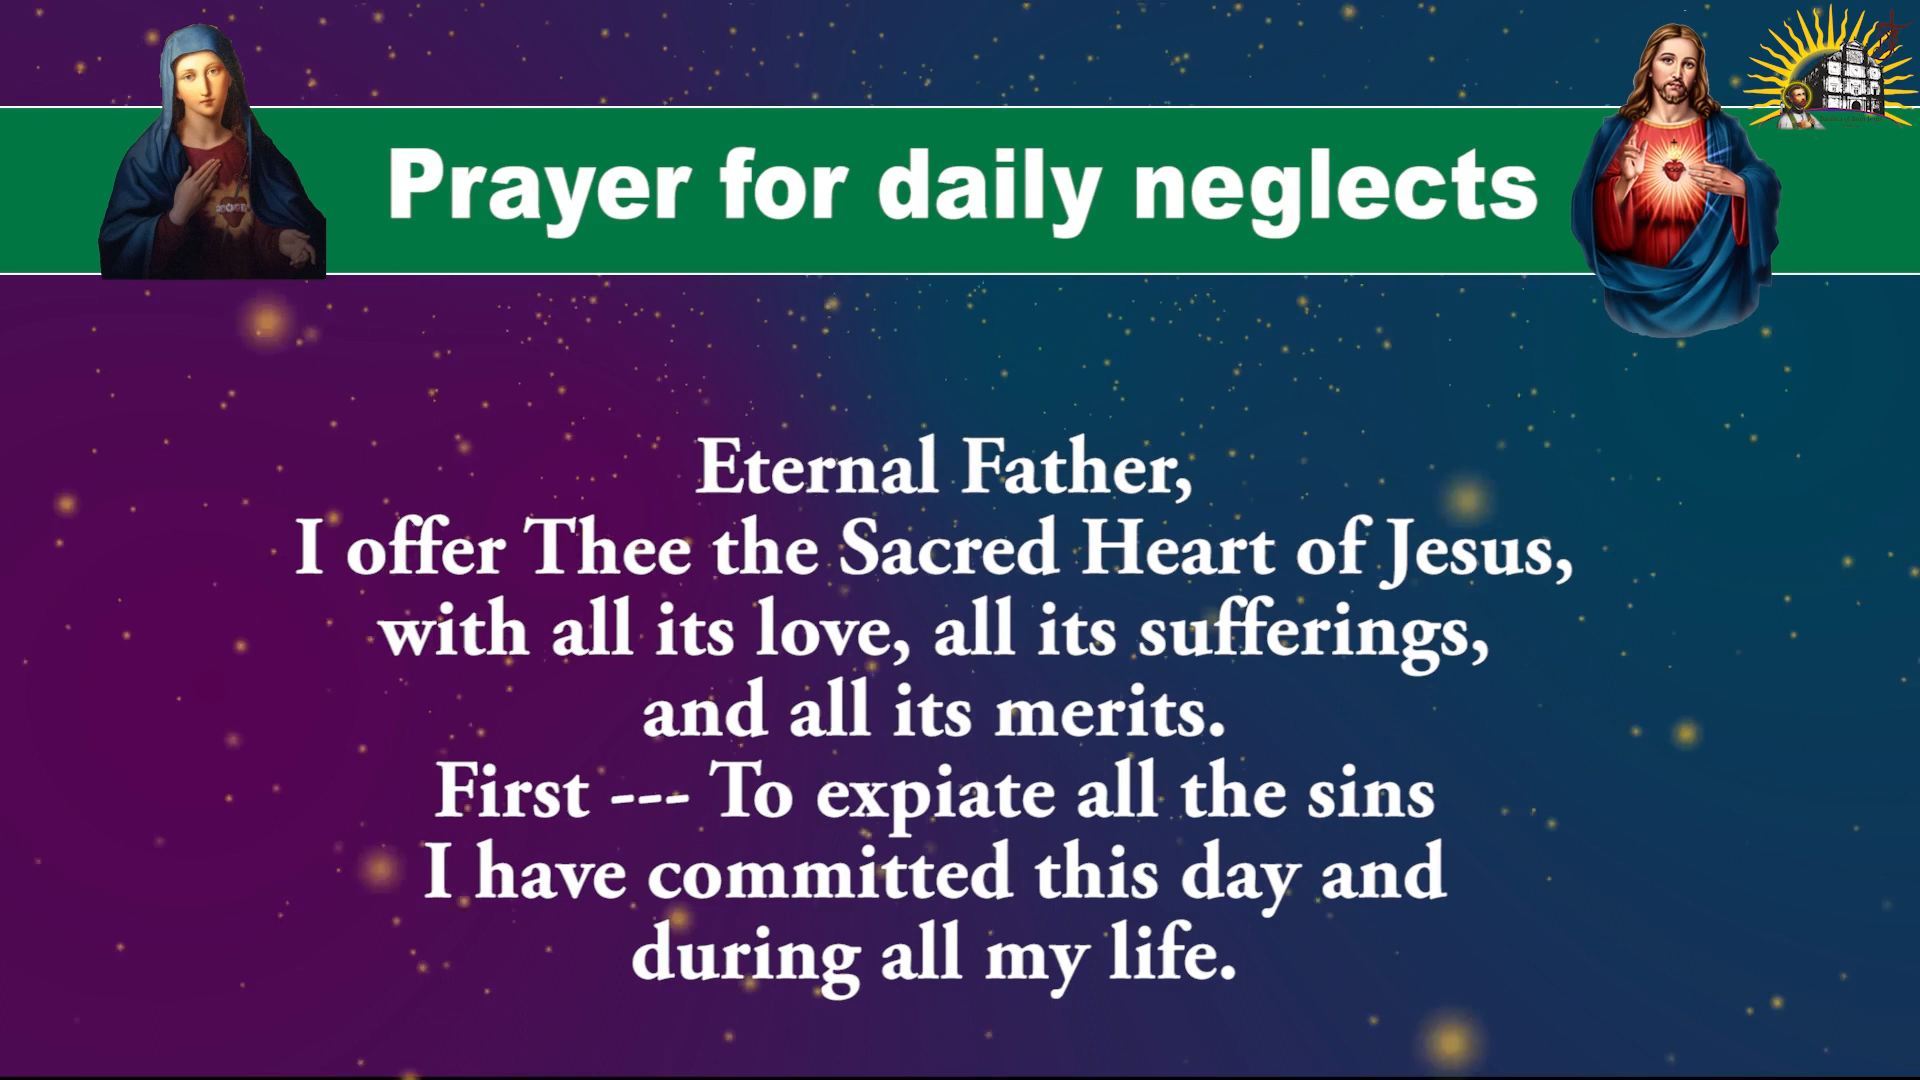 Prayer for daily neglects
Eternal Father,
I offer Thee the Sacred Heart of Jesus,
with all its love, all its sufferings,
and all its merits.
First --- To expiate all the sins
I have committed this day and
during all my life.